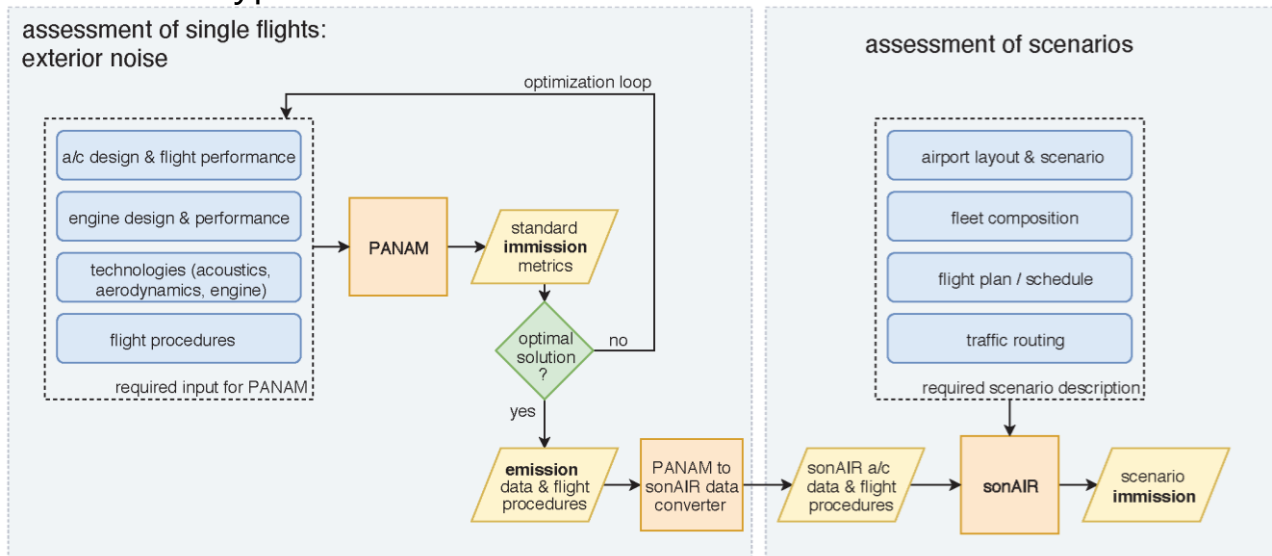 assessment of single flights:
exterior noise
optimization loop
a/c design & flight performance
engine design & performance
technologies (acoustics,
aerodynamics, engine)
flight procedures
required input for PANAM
PANAM
standard
immission
metrics
optimal
solution
?
no
yes
emission
data & flight
procedures
PANAM to
sonAIR data
converter
assessment of scenarios
airport layout & scenario
fleet composition
flight plan / schedule
traffic routing
required scenario description
sonAIR a/c
data & flight
procedures
sonAIR
scenario
immission